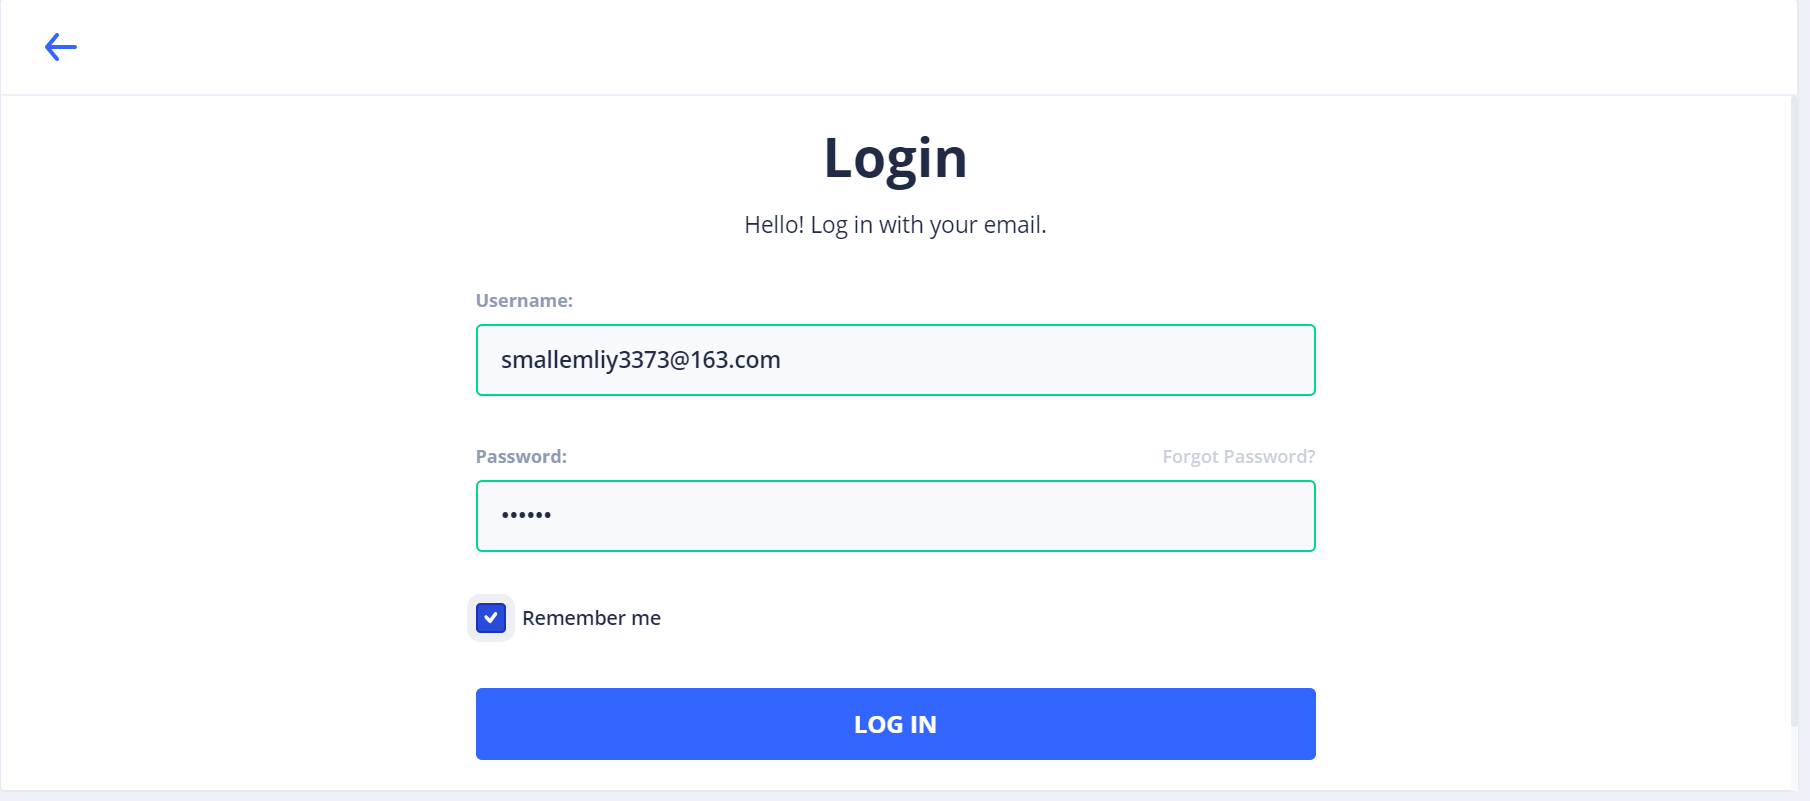 Login
Hello! Log in with your email.
Username:
smallemliy3373@163.com
Password:
Forgot Password?
••••••
Remember me
LOG IN